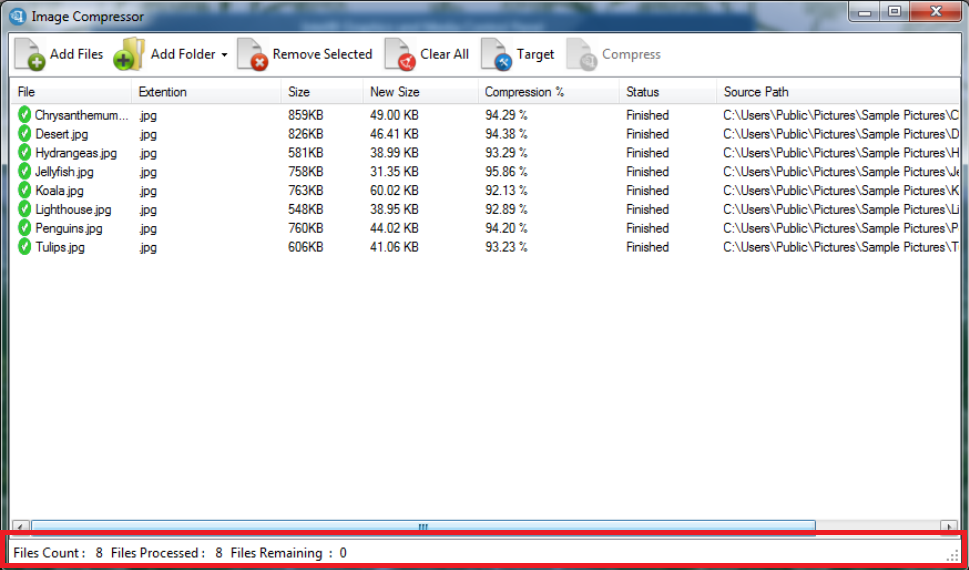 Image Compressor
Add Files Add Folder Remove Selected Clear All Target Compress
File Extention Size New Size Compression % Status Source Path
Chrysanthemum... .jpg 859KB 49.00 KB 94.29 % Finished C:\Users\Public\Pictures\Sample Pictures\C
Desert.jpg .jpg 826KB 46.41 KB 94.38 % Finished C:\Users\Public\Pictures\Sample Pictures\D
Hydrangeas.jpg .jpg 581KB 38.99 KB 93.29 % Finished C:\Users\Public\Pictures\Sample Pictures\H
Jellyfish.jpg .jpg 758KB 31.35 KB 95.86 % Finished C:\Users\Public\Pictures\Sample Pictures\Je
Koala.jpg .jpg 763KB 60.02 KB 92.13 % Finished C:\Users\Public\Pictures\Sample Pictures\K
Lighthouse.jpg .jpg 548KB 38.95 KB 92.89 % Finished C:\Users\Public\Pictures\Sample Pictures\Li
Penguins.jpg .jpg 760KB 44.02 KB 94.20 % Finished C:\Users\Public\Pictures\Sample Pictures\P
Tulips.jpg .jpg 606KB 41.06 KB 93.23 % Finished C:\Users\Public\Pictures\Sample Pictures\T
Files Count : 8 Files Processed : 8 Files Remaining : 0